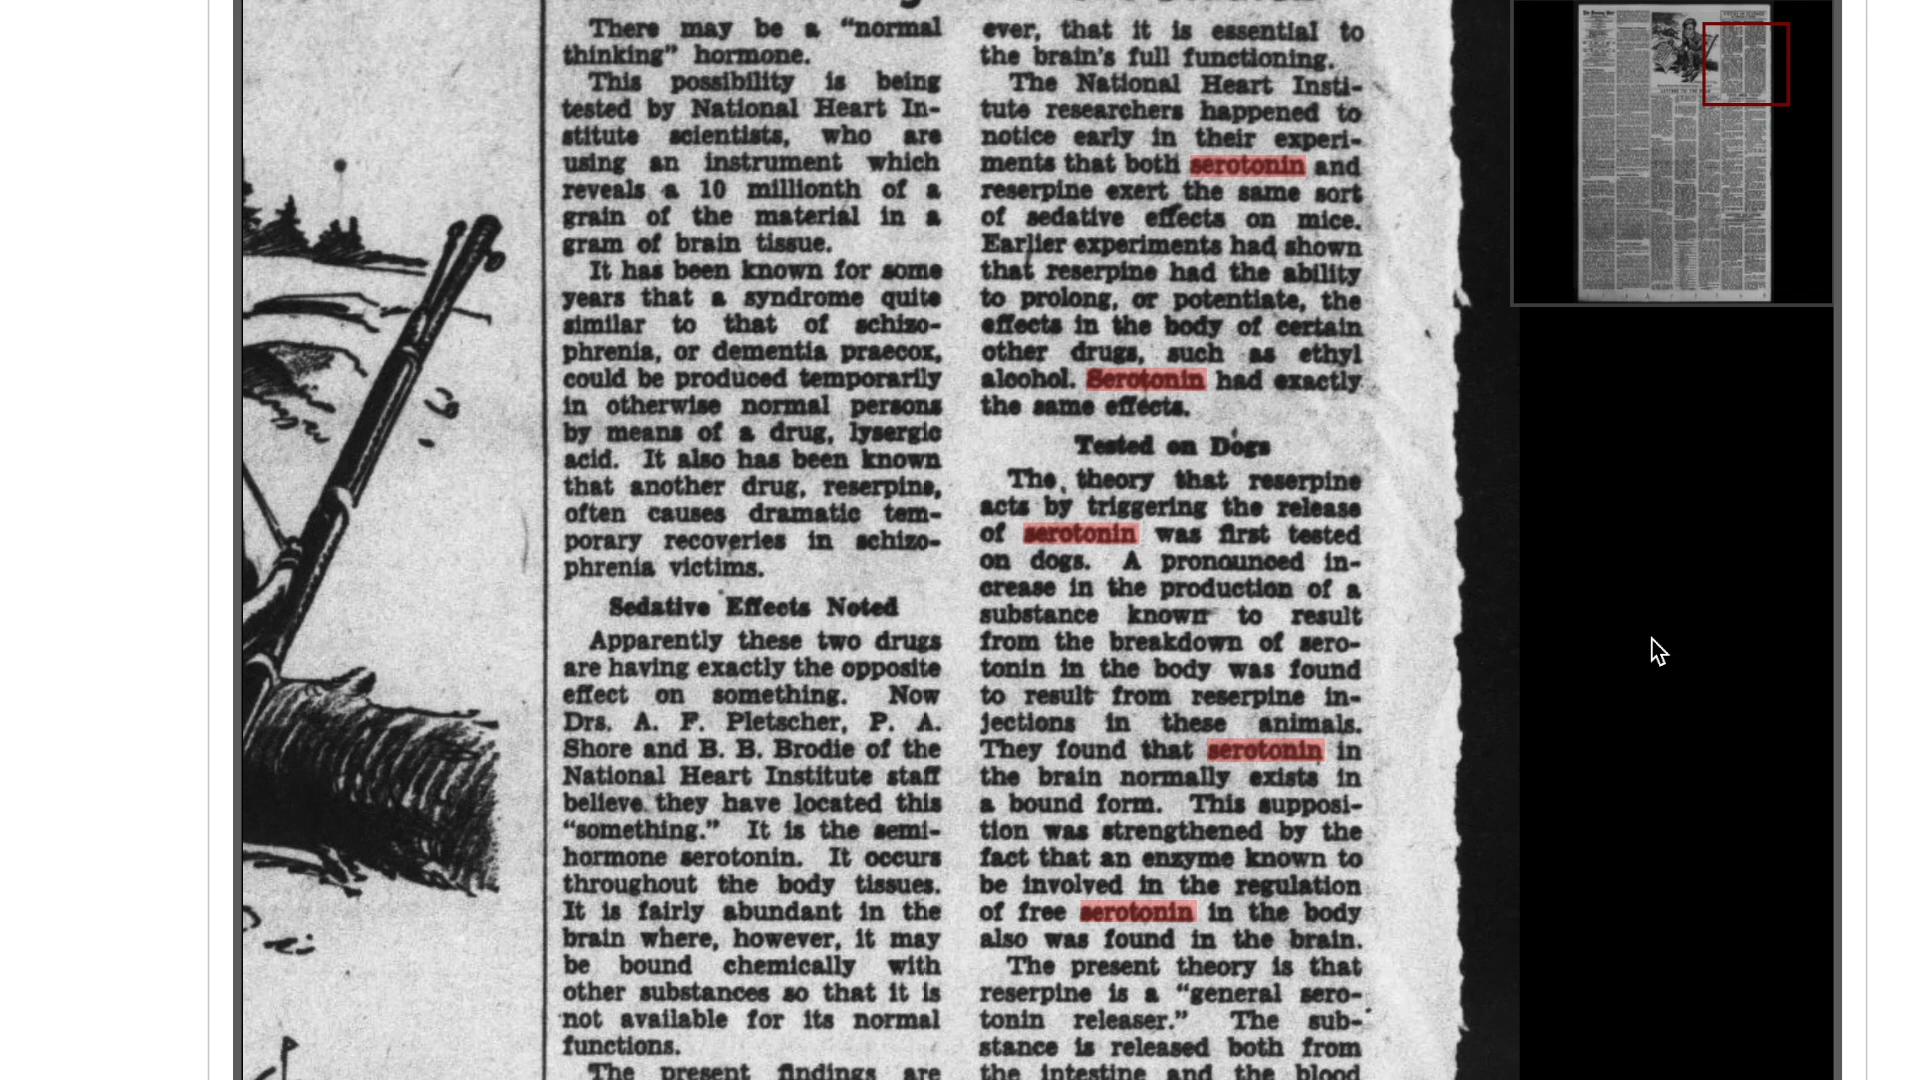 There may be a “normal
thinking” hormone.
This possibility is being
tested by National Heart In-
stitute scientists, who are
using an instrument which
reveals a 10 millionth of a
grain of the material in a
gram of brain tissue.
It has been known for some
years that a syndrome quite
similar to that of schizo-
phrenia, or dementia praecox,
could be produced temporarily
in otherwise normal persons
by means of a drug, lysergic
acid. It also has been known
that another drug, reserpine,
often causes dramatic tem-
porary recoveries in schizo-
phrenia victims.
Sedative Effects Noted
Apparently these two drugs
are having exactly the opposite
effect on something. Now
Drs. A. F. Pletscher, P. A.
Shore and B. B. Brodie of the
National Heart Institute staff
believe they have located this
“something.” It is the semi-
hormone serotonin. It occurs
throughout the body tissues.
It is fairly abundant in the
brain where, however, it may
be bound chemically with
other substances so that it is
not available for its normal
functions.
The present findings are
ever, that it is essential to
the brain's full functioning.
The National Heart Insti-
tute researchers happened to
notice early in their experi-
ments that both serotonin and
reserpine exert the same sort
of sedative effects on mice.
Earlier experiments had shown
that reserpine had the ability
to prolong, or potentiate, the
effects in the body of certain
other drugs, such as ethyl
alcohol. Serotonin had exactly
the same effects.
Tested on Dogs
The theory that reserpine
acts by triggering the release
of serotonin was first tested
on dogs. A pronounced in-
crease in the production of a
substance known to result
from the breakdown of sero-
tonin in the body was found
to result from reserpine in-
jections in these animals.
They found that serotonin in
the brain normally exists in
a bound form. This supposi-
tion was strengthened by the
fact that an enzyme known to
be involved in the regulation
of free serotonin in the body
also was found in the brain.
The present theory is that
reserpine is a “general sero-
tonin releaser.” The sub-
stance is released both from
the intestine and the blood